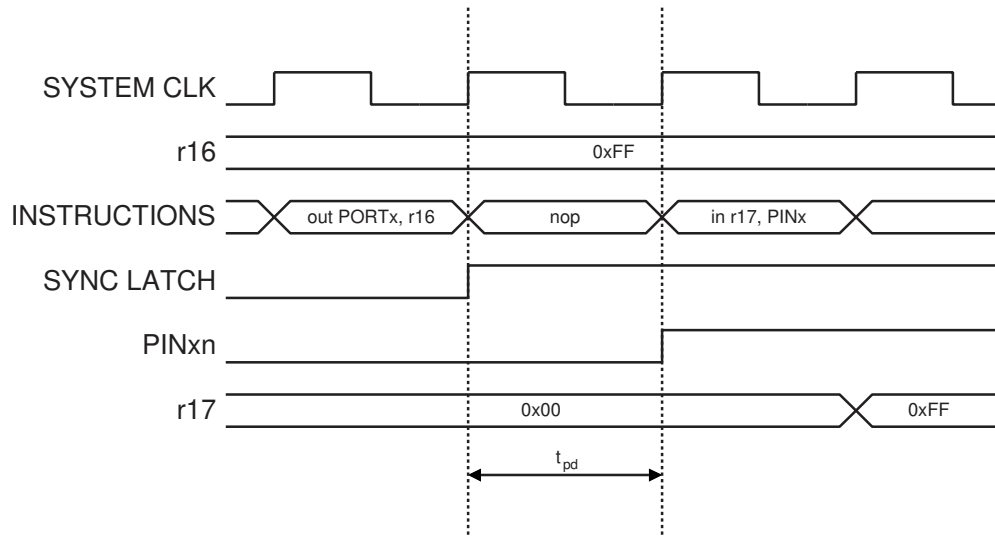 SYSTEM CLK
r16
0xFF
INSTRUCTIONS
out PORTx, r16
nop
in r17, PINx
SYNC LATCH
PINxn
r17
0x00
0xFF
tpd